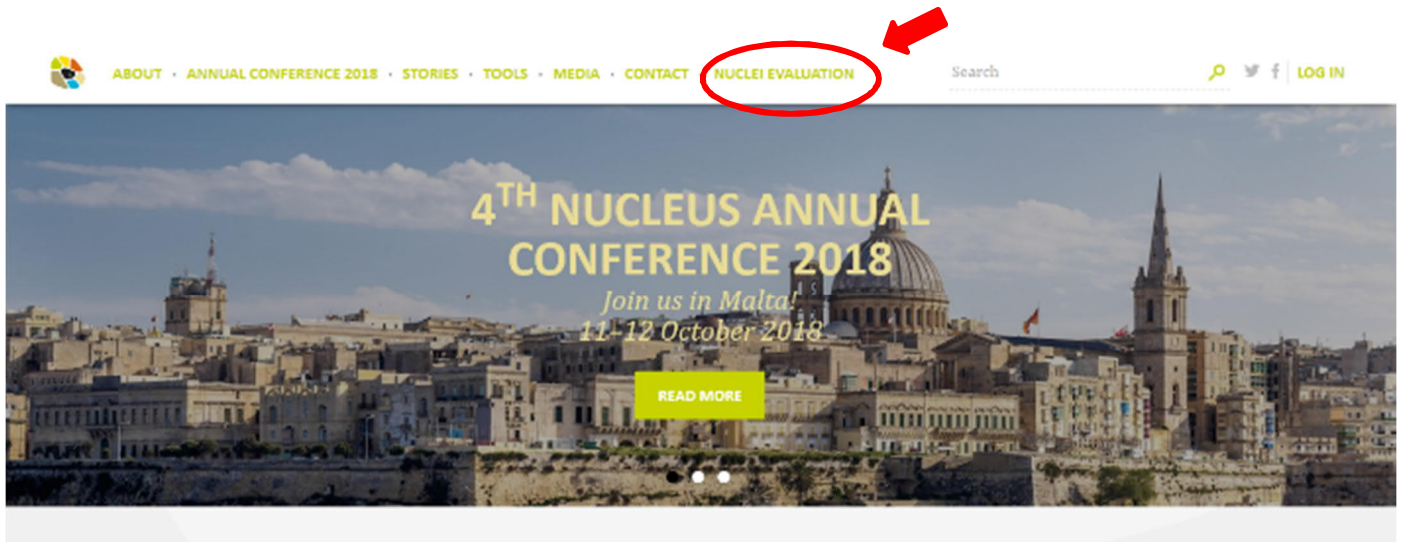 ABOUT · ANNUAL CONFERENCE 2018 · STORIES · TOOLS · MEDIA · CONTACT NUCLEI EVALUATION Search LOG IN
4TH NUCLEUS ANNUAL
CONFERENCE 2018
Join us in Malta!
11–12 October 2018
READ MORE